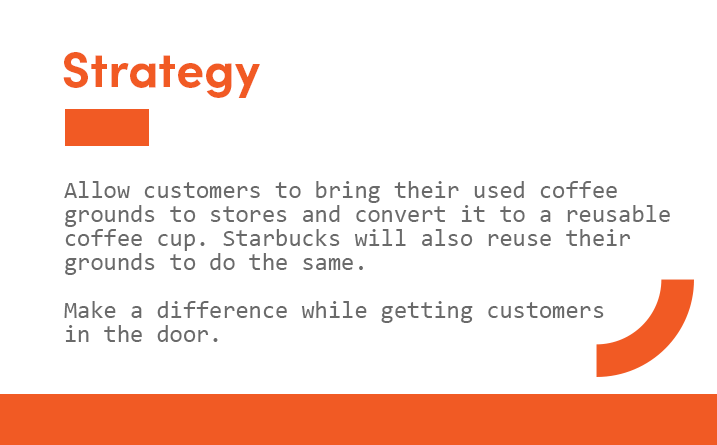 Strategy
Allow customers to bring their used coffee
grounds to stores and convert it to a reusable
coffee cup. Starbucks will also reuse their
grounds to do the same.
Make a difference while getting customers
in the door.